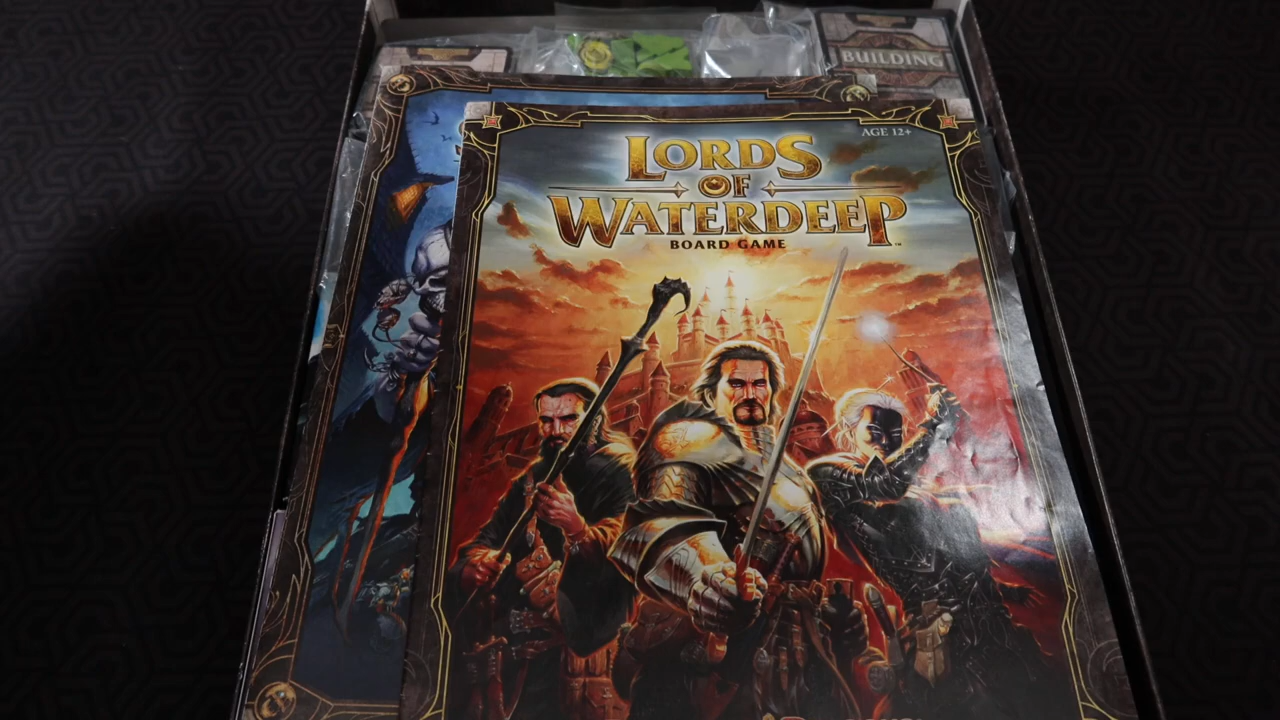 BUILDING
AGE 12+
LORDS
OF
WATERDEEP
BOARD GAME